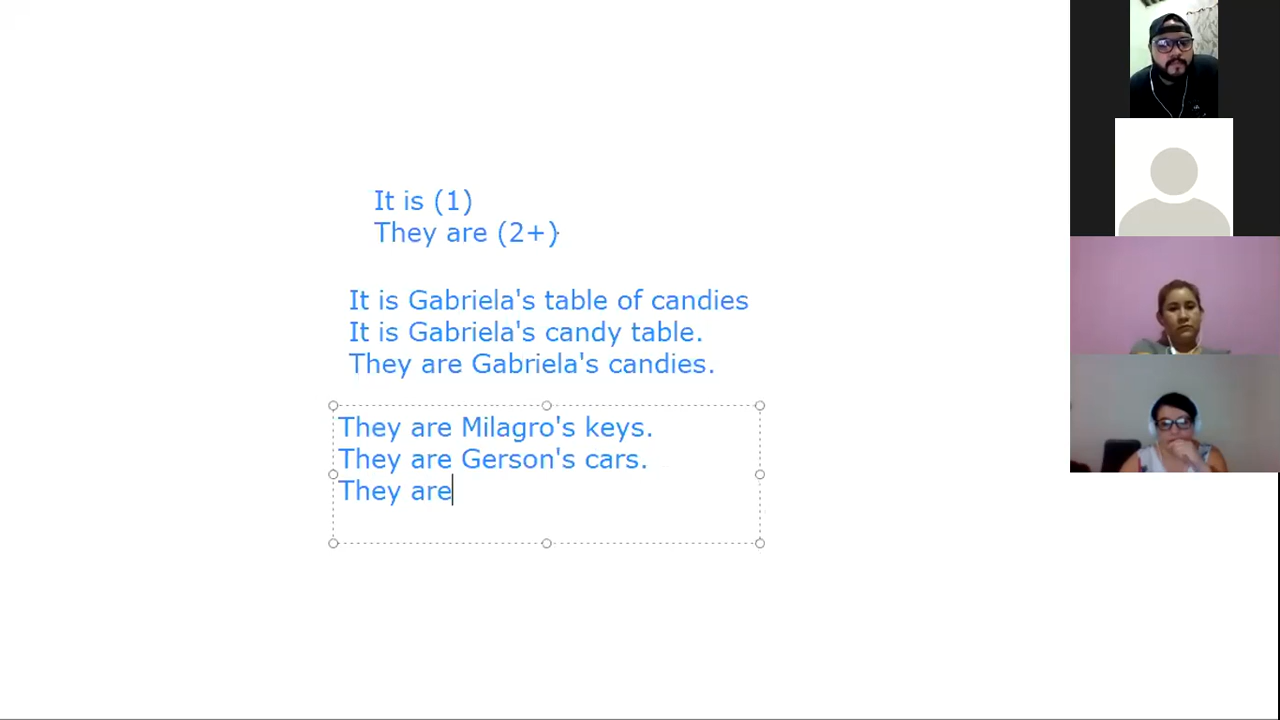 It is (1)
They are (2+)
It is Gabriela's table of candies
It is Gabriela's candy table.
They are Gabriela's candies.
They are Milagro's keys.
They are Gerson's cars.
They are